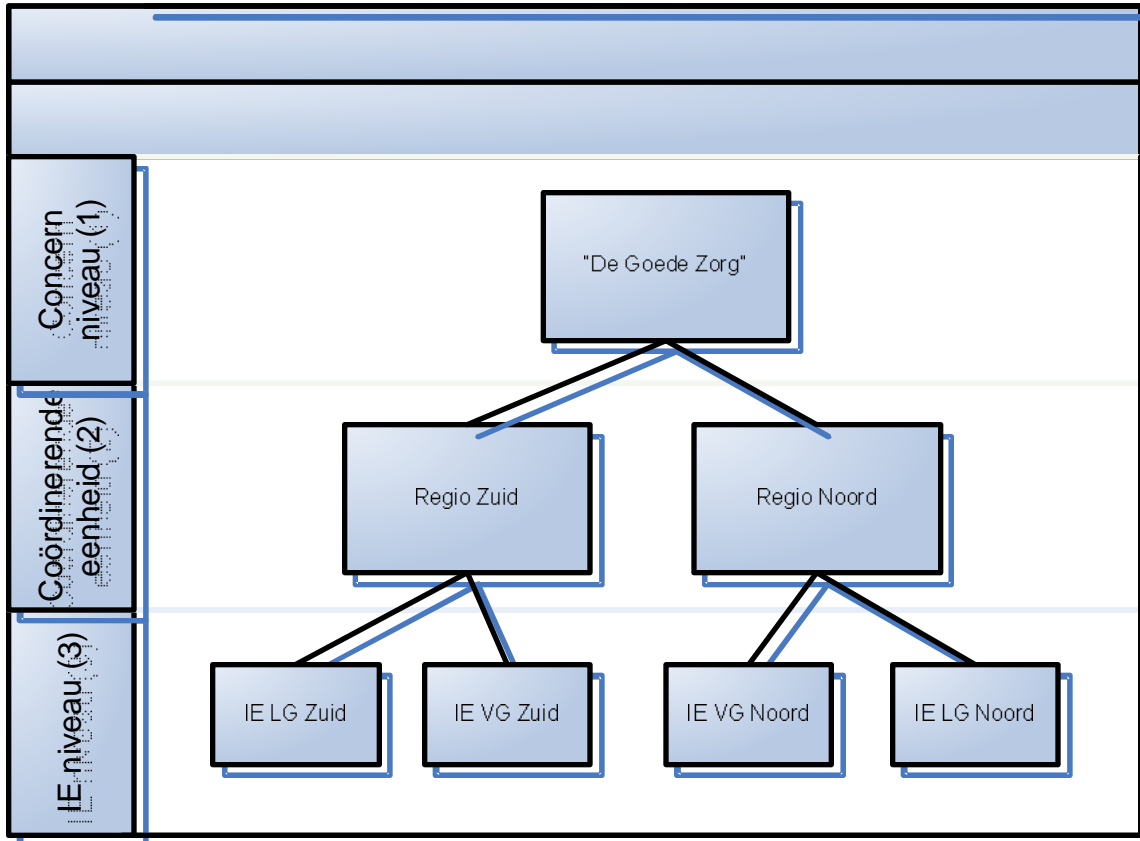 Concern
niveau (1)
"De Goede Zorg"
Coördinerende
eenheid (2)
Regio Zuid
Regio Noord
IE niveau (3)
IE LG Zuid
IE VG Zuid
IE VG Noord
IE LG Noord